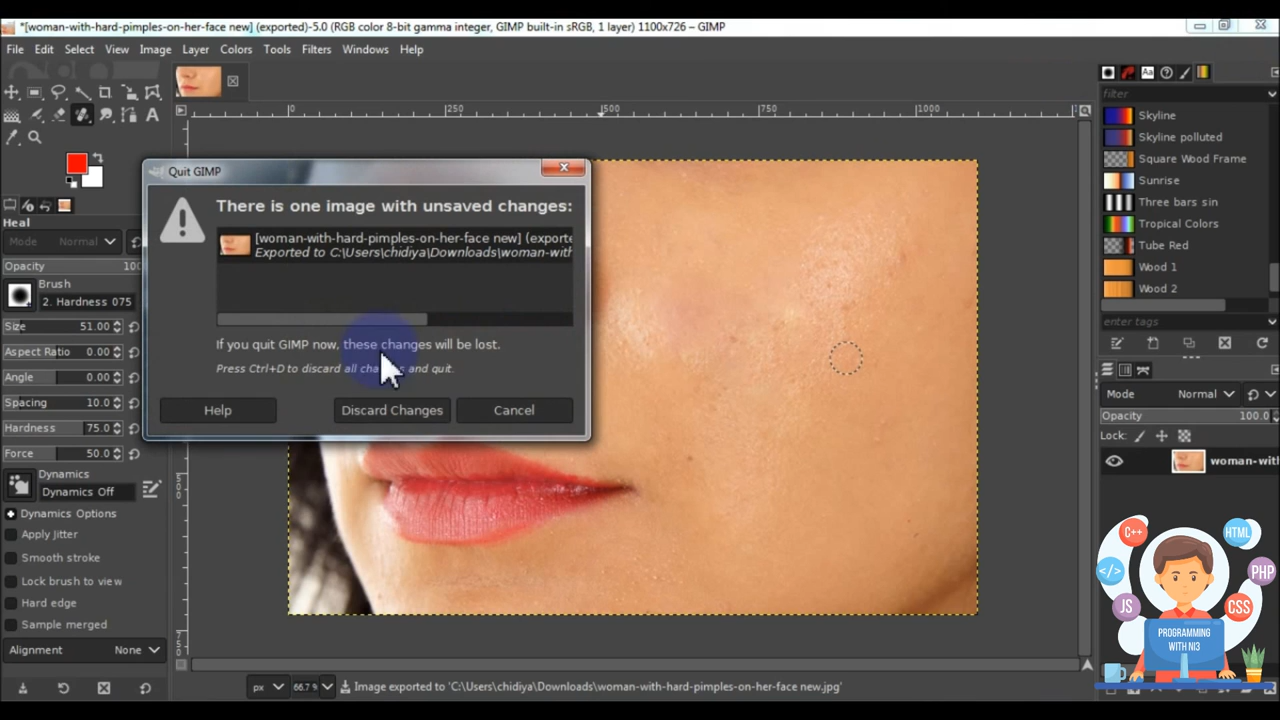 *[woman-with-hard-pimples-on-her-face new] (exported)-5.0 (RGB color 8-bit gamma integer, GIMP built-in sRGB, 1 layer) 1100x726 – GIMP
File Edit Select View Image Layer Colors Tools Filters Windows Help
0 250 500 750 1000
Heal
Mode Normal
Opacity 100
Brush
2. Hardness 075
Size 51.00
Aspect Ratio 0.00
Angle 0.00
Spacing 10.0
Hardness 75.0
Force 50.0
Dynamics
Dynamics Off
Dynamics Options
Apply Jitter
Smooth stroke
Lock brush to view
Hard edge
Sample merged
Alignment None
Quit GIMP
There is one image with unsaved changes:
[woman-with-hard-pimples-on-her-face new] (exporte
Exported to C:\Users\chidiya\Downloads\woman-with
If you quit GIMP now, these changes will be lost.
Press Ctrl+D to discard all changes and quit.
Help Discard Changes Cancel
px 66.7 % Image exported to 'C:\Users\chidiya\Downloads\woman-with-hard-pimples-on-her-face new.jpg'
filter
Skyline
Skyline polluted
Square Wood Frame
Sunrise
Three bars sin
Tropical Colors
Tube Red
Wood 1
Wood 2
enter tags
Mode Normal
Opacity 100.0
Lock:
woman-wit
C++
HTML
</>
PHP
JS
CSS
PROGRAMMING
WITH NI3